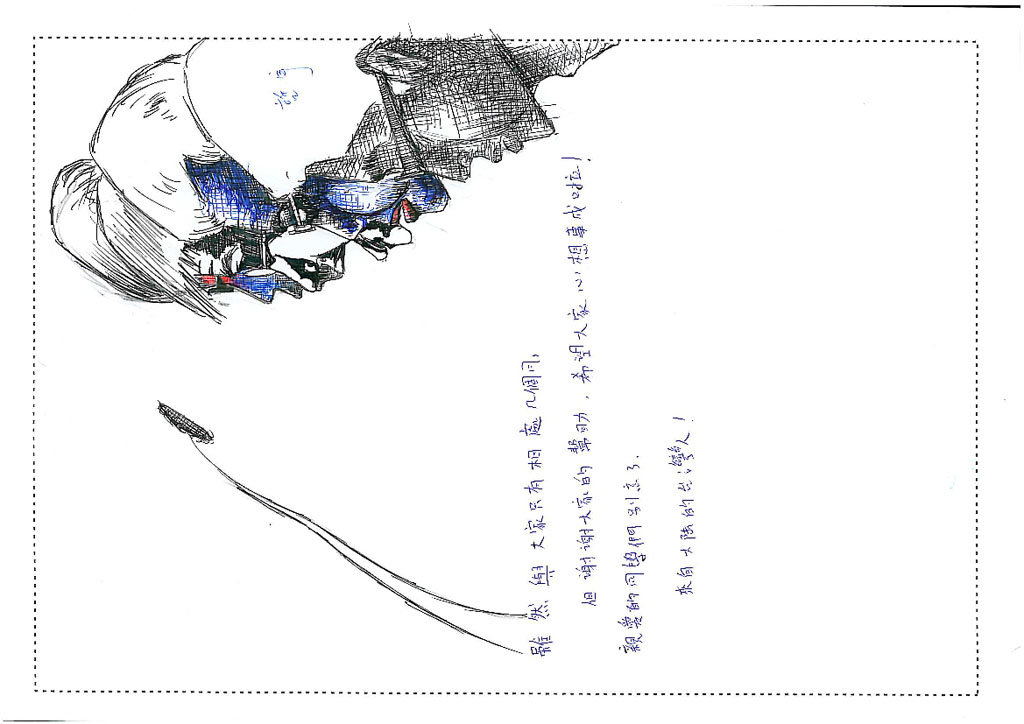 雖然與大家只有相處几個月,
但谢谢大家的幫助,希望大家心想事成啦!
親愛的同學們別忘了.
來自大陸的台灣人!